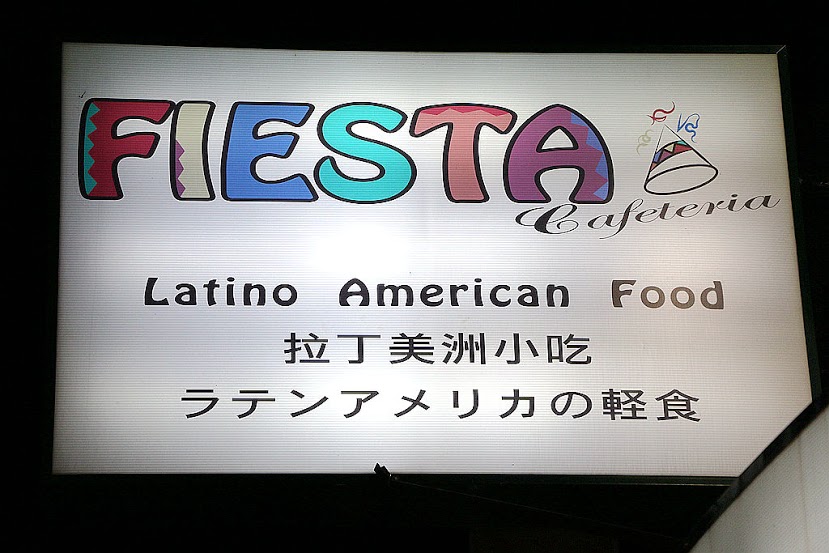 FIESTA
Cafeteria
Latino American Food
拉丁美洲小吃
ラテンアメリカの軽食